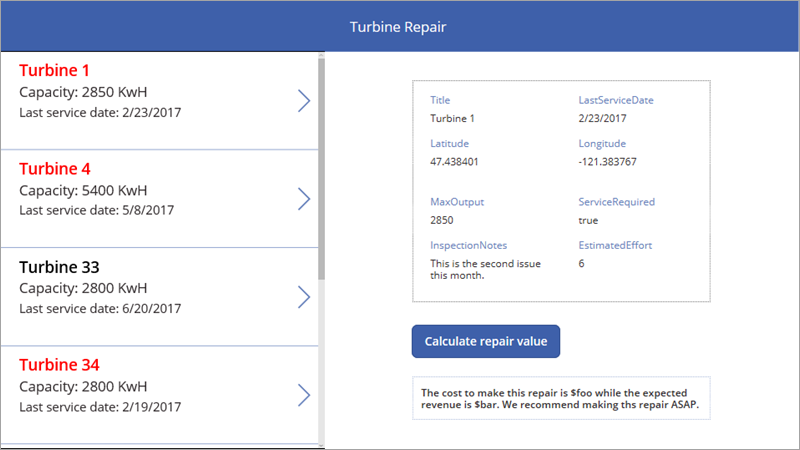 Turbine Repair
Turbine 1
Capacity: 2850 KwH
Last service date: 2/23/2017
Turbine 4
Capacity: 5400 KwH
Last service date: 5/8/2017
Turbine 33
Capacity: 2800 KwH
Last service date: 6/20/2017
Turbine 34
Capacity: 2800 KwH
Last service date: 2/19/2017
Title
LastServiceDate
Turbine 1
2/23/2017
Latitude
Longitude
47.438401
-121.383767
MaxOutput
ServiceRequired
2850
true
InspectionNotes
EstimatedEffort
This is the second issue
this month.
6
Calculate repair value
The cost to make this repair is $foo while the expected
revenue is $bar. We recommend making ths repair ASAP.